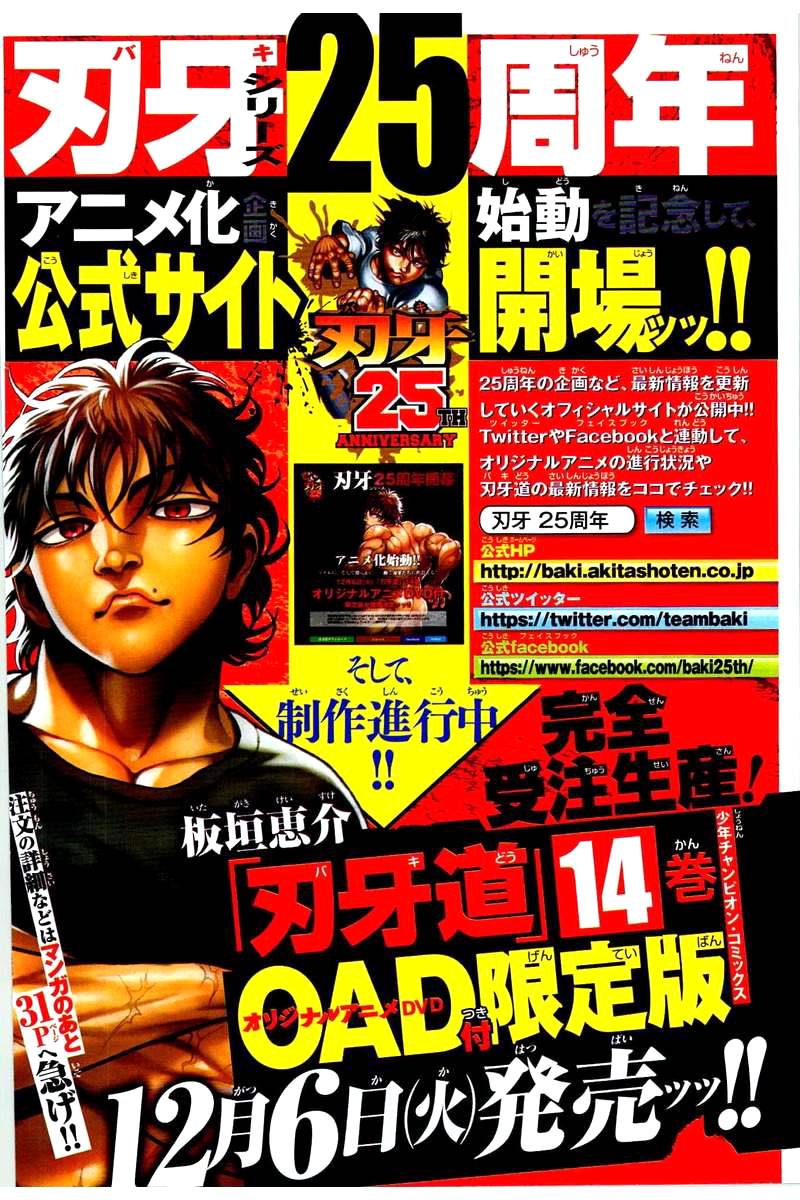 刃牙シリーズ25周年
アニメ化企画始動を記念して、
公式サイト開場ッッ!!
刃牙
25TH
ANNIVERSARY
25周年の企画など、最新情報を更新
していくオフィシャルサイトが公開中!!
TwitterやFacebookと連動して、
オリジナルアニメの進行状況や
刃牙道の最新情報をココでチェック!!
刃牙 25周年 検索
公式HP
http://baki.akitashoten.co.jp
公式ツイッター
https://twitter.com/teambaki
公式facebook
https://www.facebook.com/baki25th/
刃牙25周年開幕
アニメ化始動!!
オリジナルアニメDVD付
そして、
制作進行中
!!
完全
受注生産!
板垣恵介
「刃牙道」14巻
少年チャンピオン・コミックス
OAD付限定版
オリジナルアニメDVD
12月6日(火)発売ッッ!!
注文の詳細などはマンガのあと
31Pへ急げ!!